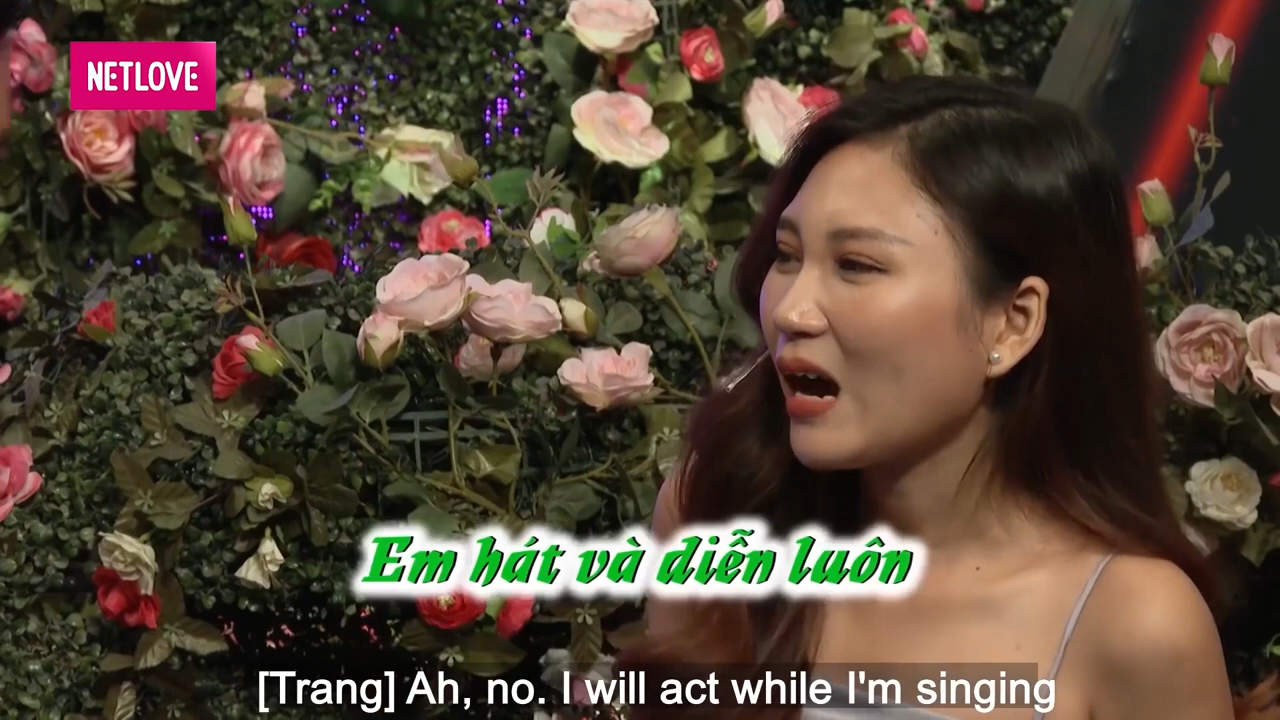 NETLOVE
Em hát và diễn luôn
[Trang] Ah, no. I will act while I'm singing